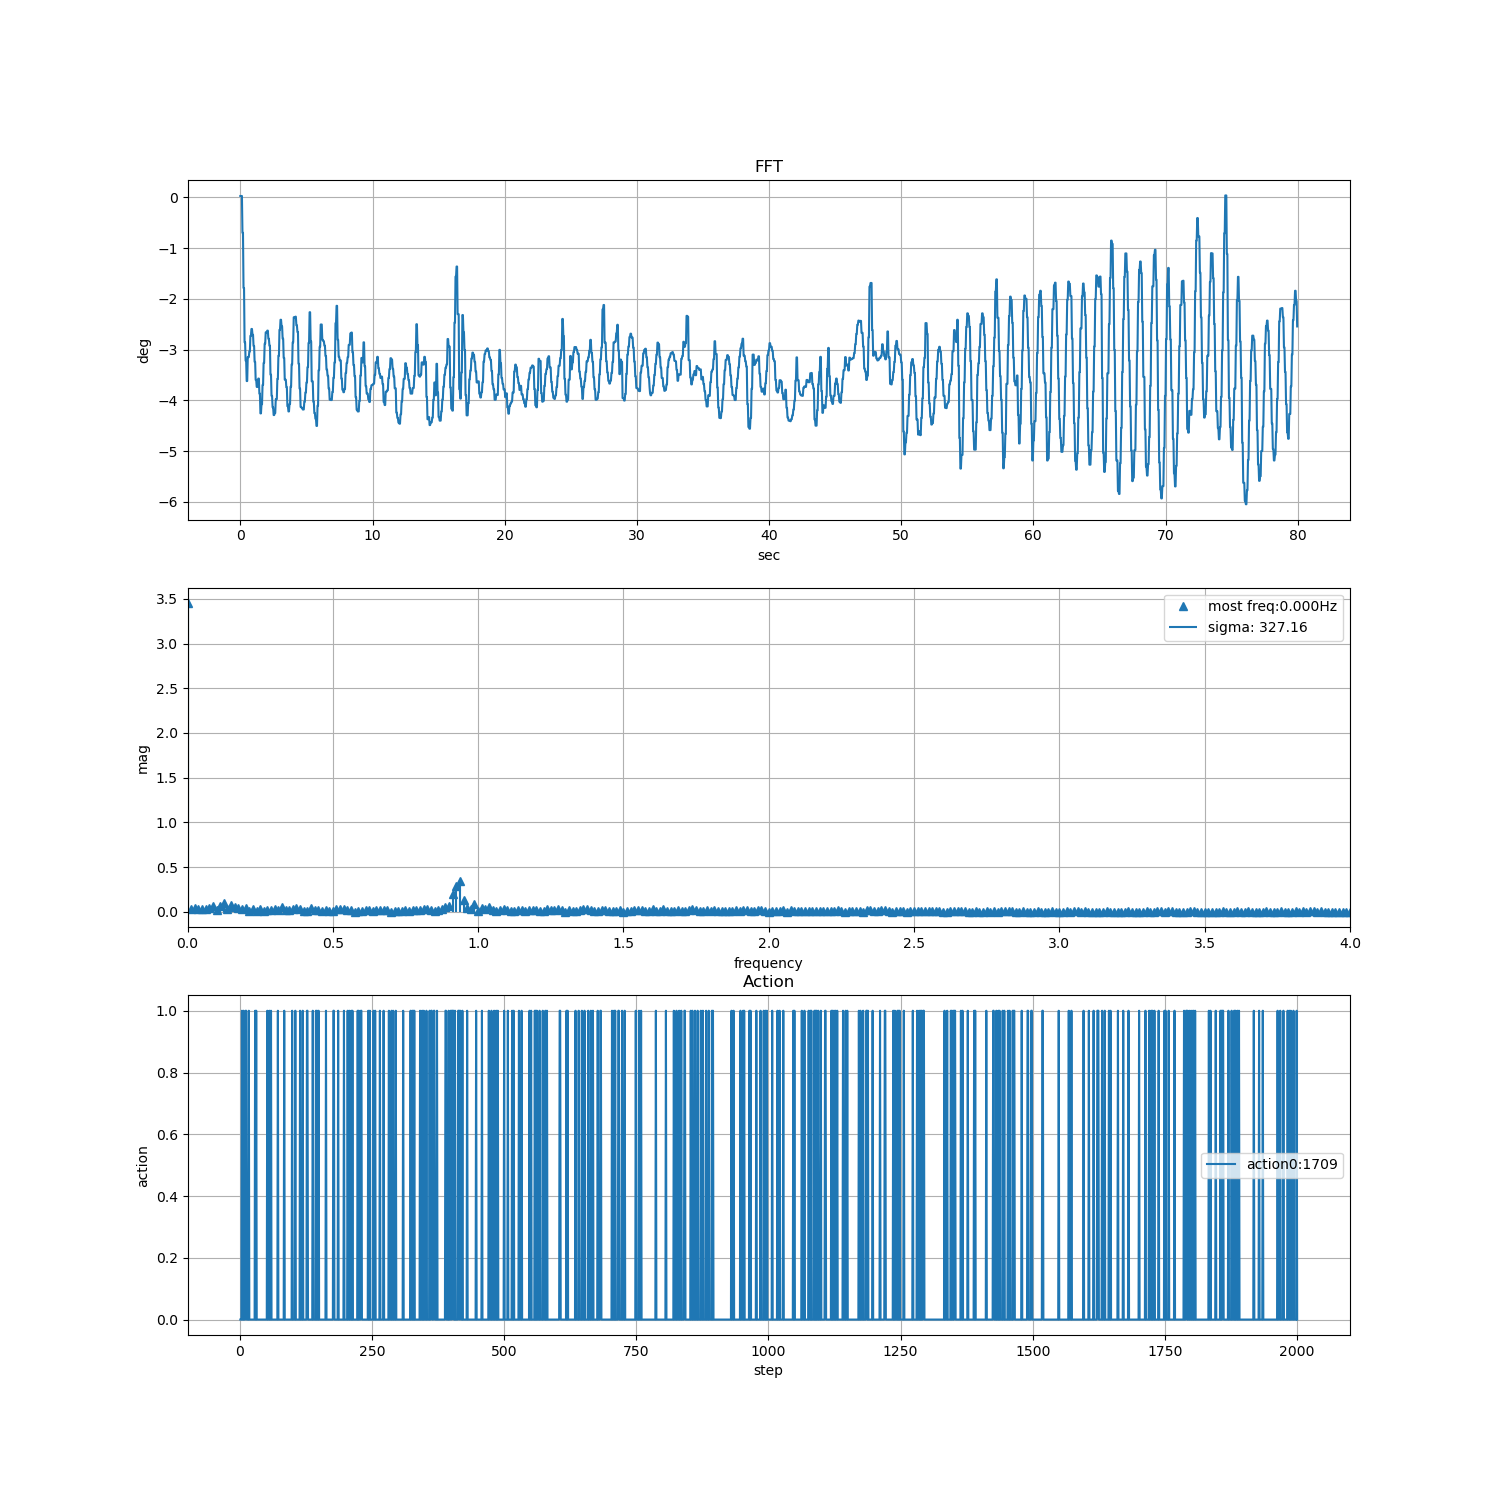 FFT
0
−1
−2
−3
−4
−5
−6
deg
0 10 20 30 40 50 60 70 80
sec
3.5
3.0
2.5
2.0
1.5
1.0
0.5
0.0
mag
most freq:0.000Hz
sigma: 327.16
0.0 0.5 1.0 1.5 2.0 2.5 3.0 3.5 4.0
frequency
Action
1.0
0.8
0.6
0.4
0.2
0.0
action
action0:1709
0 250 500 750 1000 1250 1500 1750 2000
step